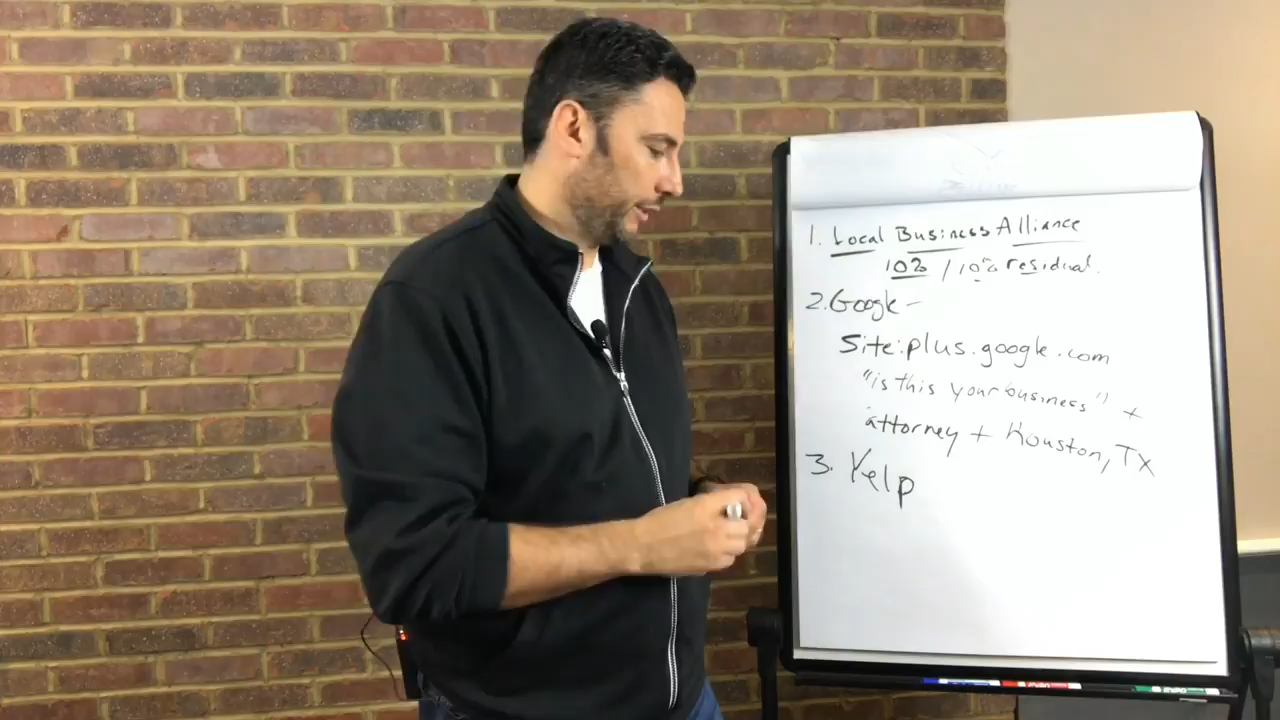 1. Local Business Alliance
10% / 10% residual.
2. Google -
Site:plus.google.com
"is this your business") +
attorney + Houston, TX
3. Yelp